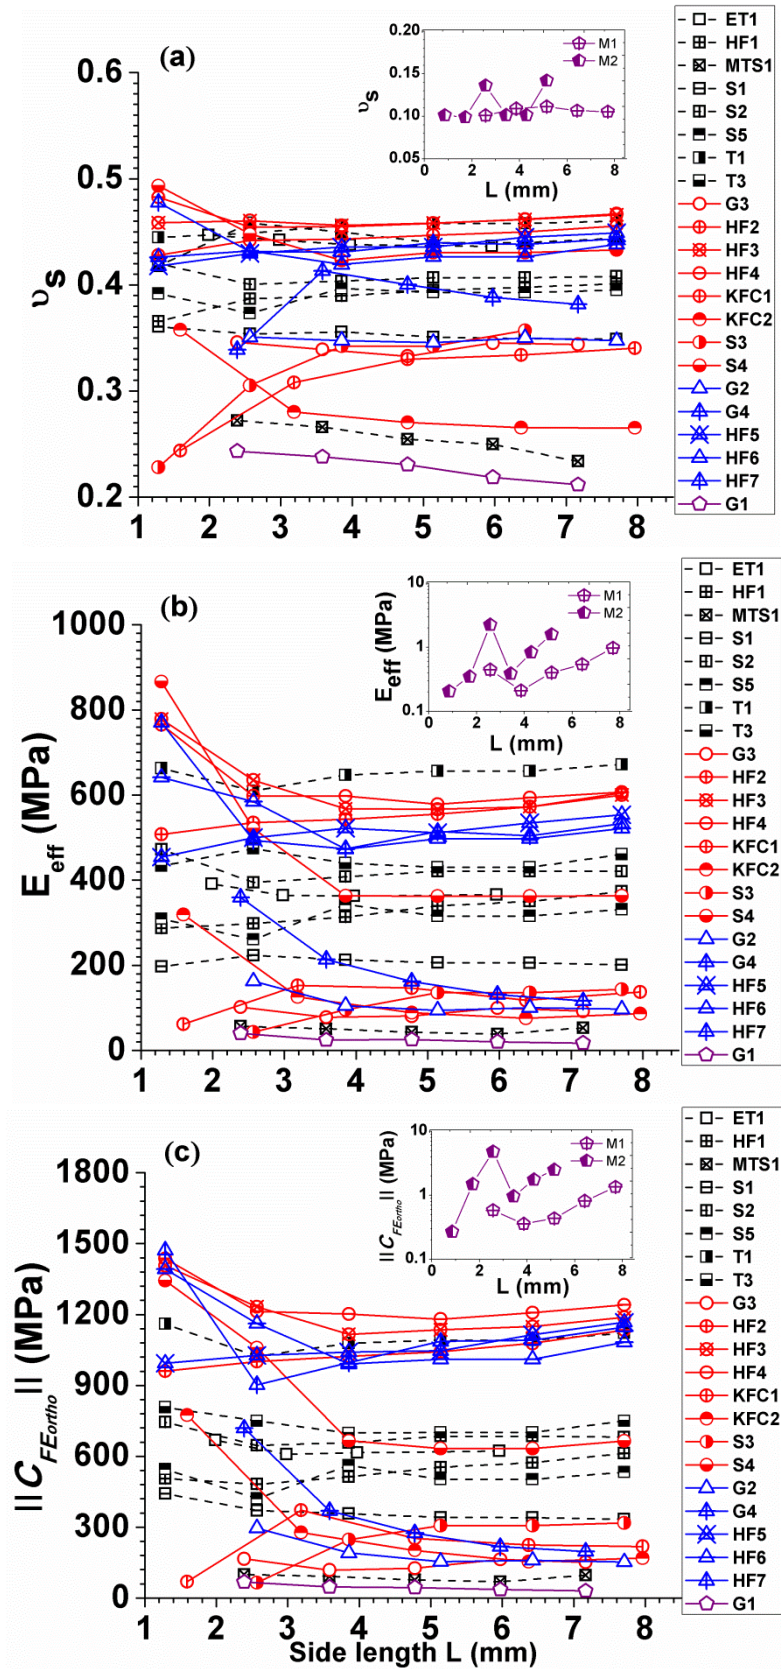 (a)
0.6
0.5
0.4
0.3
0.2
υS
1 2 3 4 5 6 7 8
0.20
0.15
0.10
0.05
υS
0 2 4 6 8
L (mm)
M1
M2
ET1
HF1
MTS1
S1
S2
S5
T1
T3
G3
HF2
HF3
HF4
KFC1
KFC2
S3
S4
G2
G4
HF5
HF6
HF7
G1
(b)
1000
800
600
400
200
0
Eeff (MPa)
1 2 3 4 5 6 7 8
10
1
0.1
Eeff (MPa)
0 2 4 6 8
L (mm)
M1
M2
ET1
HF1
MTS1
S1
S2
S5
T1
T3
G3
HF2
HF3
HF4
KFC1
KFC2
S3
S4
G2
G4
HF5
HF6
HF7
G1
(c)
1800
1500
1200
900
600
300
0
||CFEortho|| (MPa)
1 2 3 4 5 6 7 8
Side length L (mm)
10
1
0.1
||CFEortho|| (MPa)
0 2 4 6 8
L (mm)
M1
M2
ET1
HF1
MTS1
S1
S2
S5
T1
T3
G3
HF2
HF3
HF4
KFC1
KFC2
S3
S4
G2
G4
HF5
HF6
HF7
G1